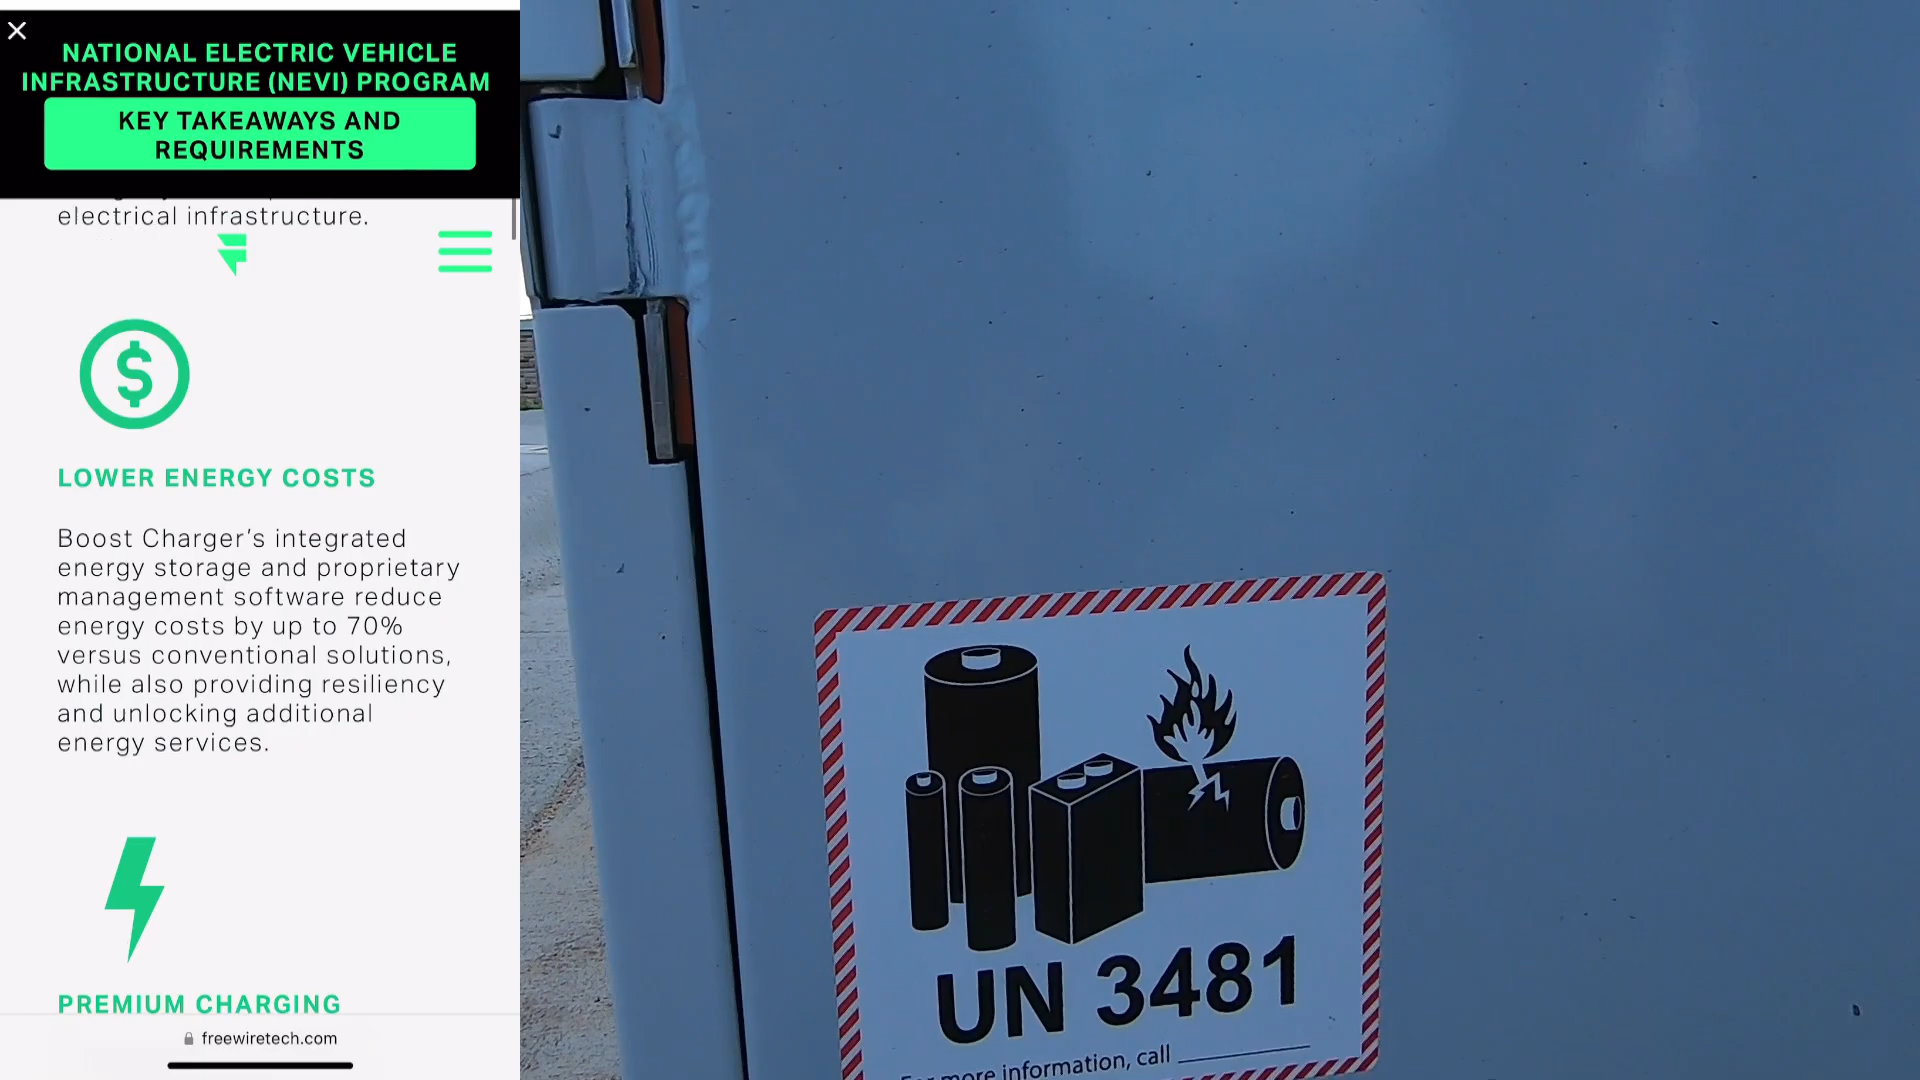 NATIONAL ELECTRIC VEHICLE
INFRASTRUCTURE (NEVI) PROGRAM
KEY TAKEAWAYS AND
REQUIREMENTS
electrical infrastructure.
LOWER ENERGY COSTS
Boost Charger's integrated
energy storage and proprietary
management software reduce
energy costs by up to 70%
versus conventional solutions,
while also providing resiliency
and unlocking additional
energy services.
PREMIUM CHARGING
freewiretech.com
UN 3481
For more information, call